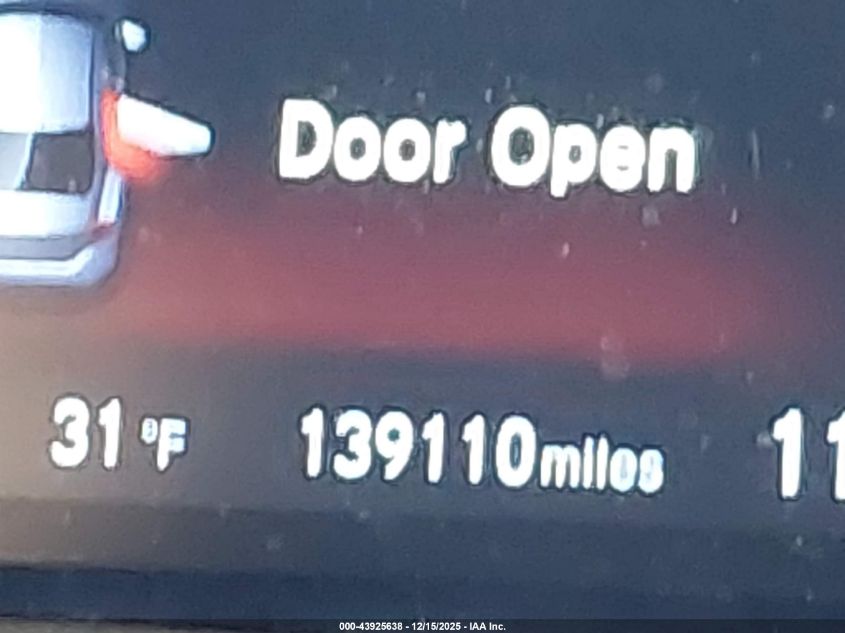 Door Open
31 °F 139110 miles 11
000-43925638 - 12/15/2025 - IAA Inc.